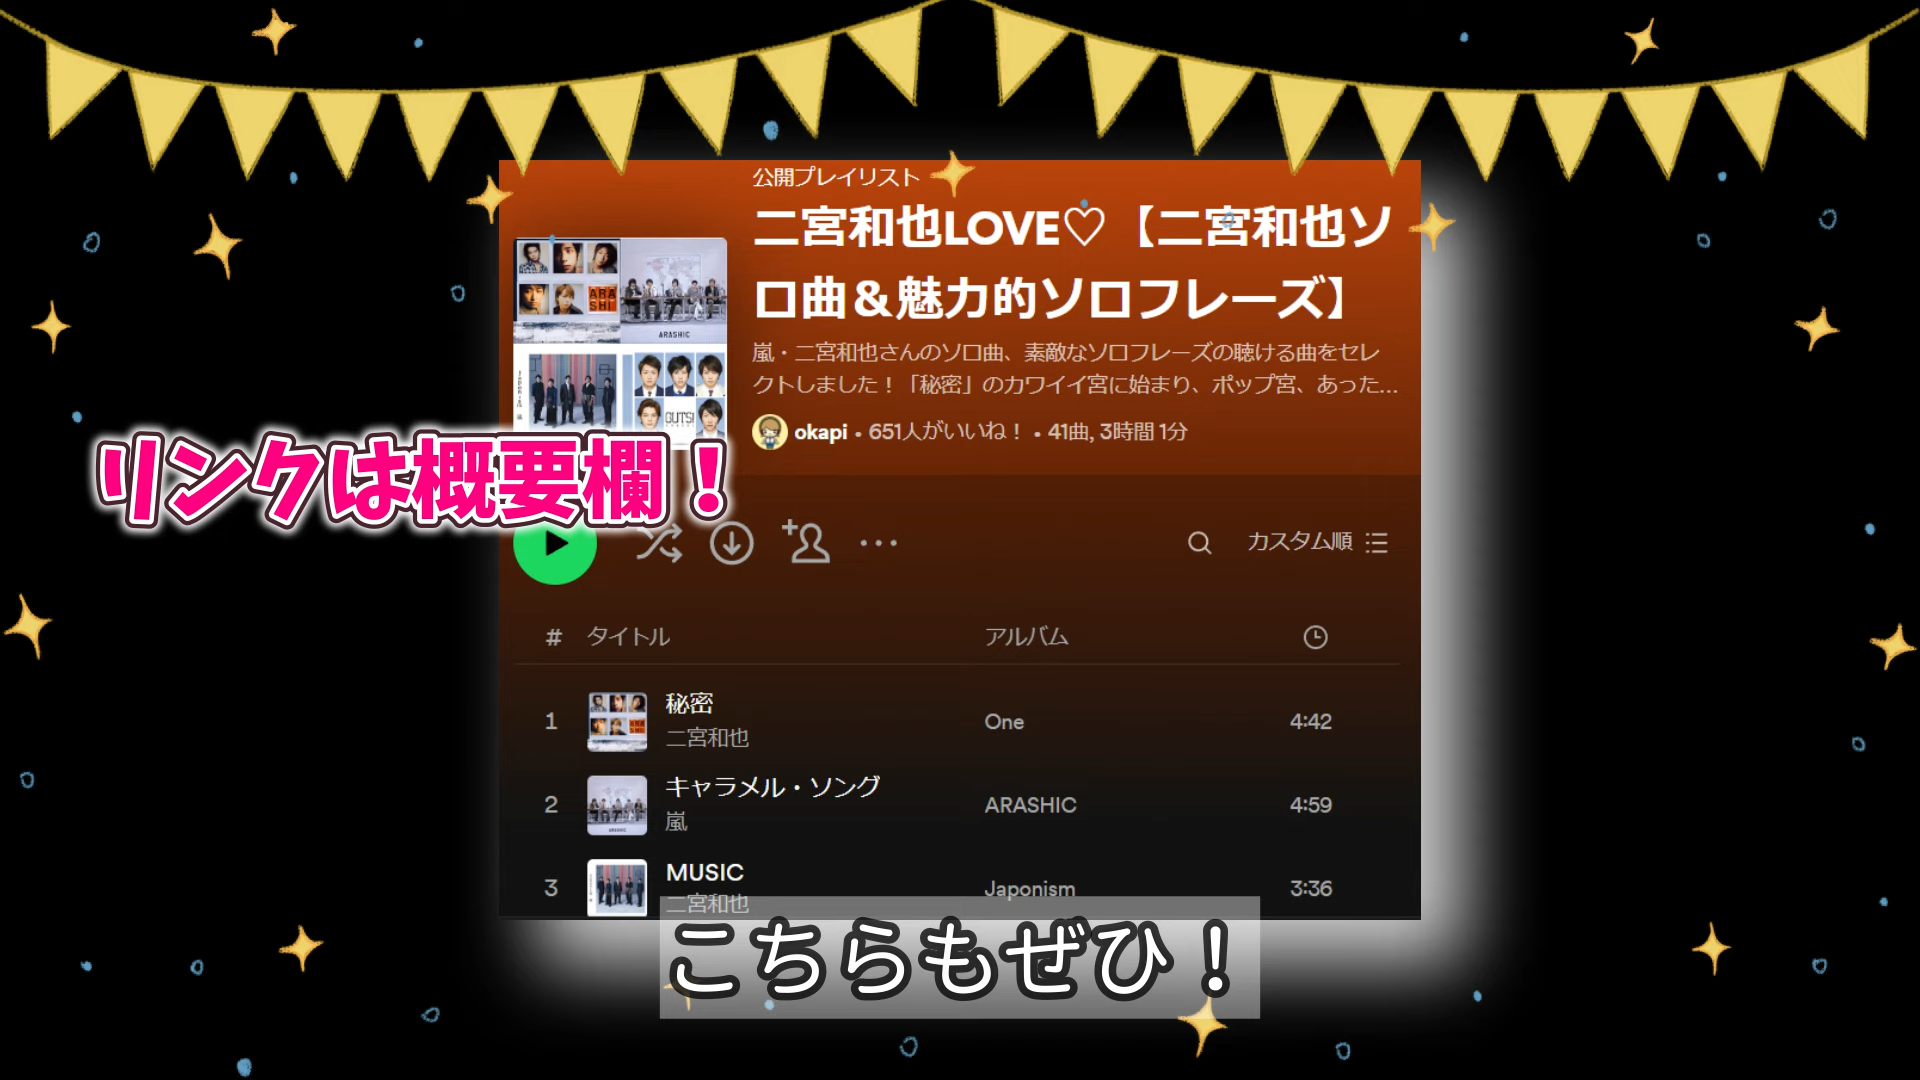 公開プレイリスト
二宮和也LOVE♡【二宮和也ソ
ロ曲&魅力的ソロフレーズ】
嵐・二宮和也さんのソロ曲、素敵なソロフレーズの聴ける曲をセレ
クトしました！「秘密」のカワイイ宮に始まり、ポップ宮、あった...
okapi • 651人がいいね！ • 41曲, 3時間 1分
ARASHI
ARASHIC
GUTS!
リンクは概要欄！
カスタム順
# タイトル アルバム
1 秘密 One 4:42
二宮和也
2 キャラメル・ソング ARASHIC 4:59
嵐
3 MUSIC Japonism 3:36
二宮和也
こちらもぜひ！